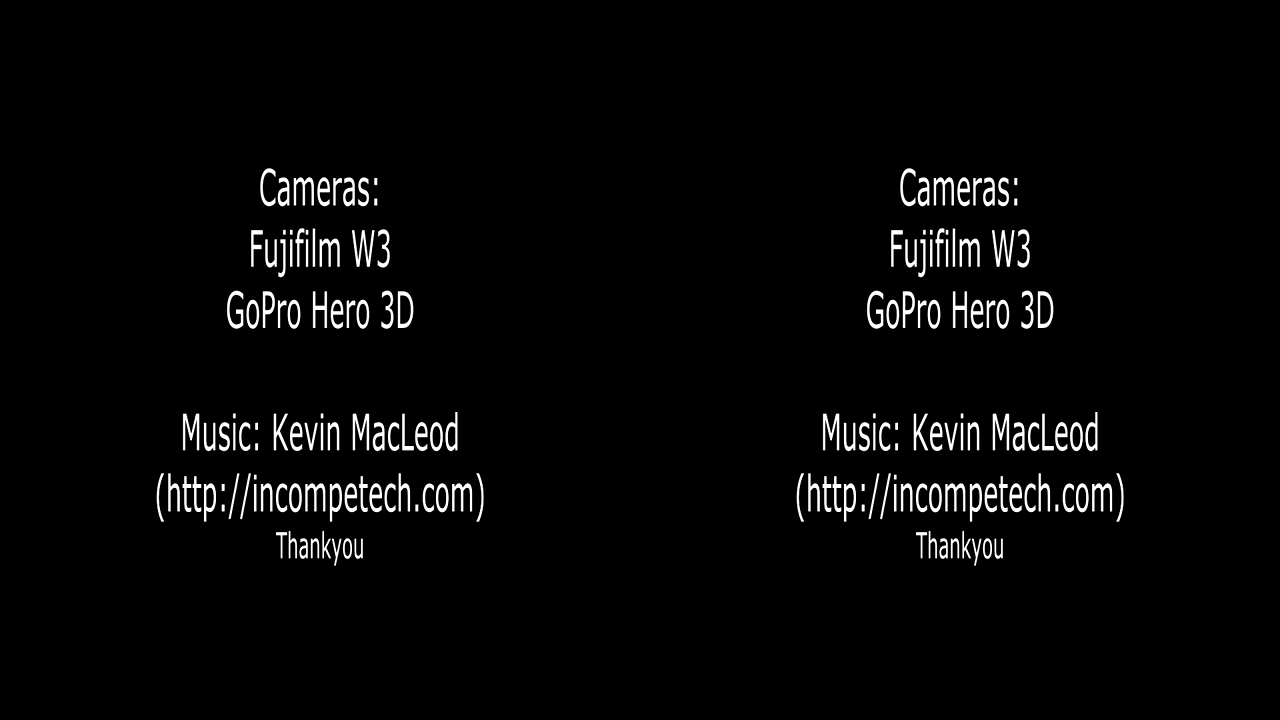 Cameras:
Fujifilm W3
GoPro Hero 3D
Music: Kevin MacLeod
(http://incompetech.com)
Thankyou
Cameras:
Fujifilm W3
GoPro Hero 3D
Music: Kevin MacLeod
(http://incompetech.com)
Thankyou